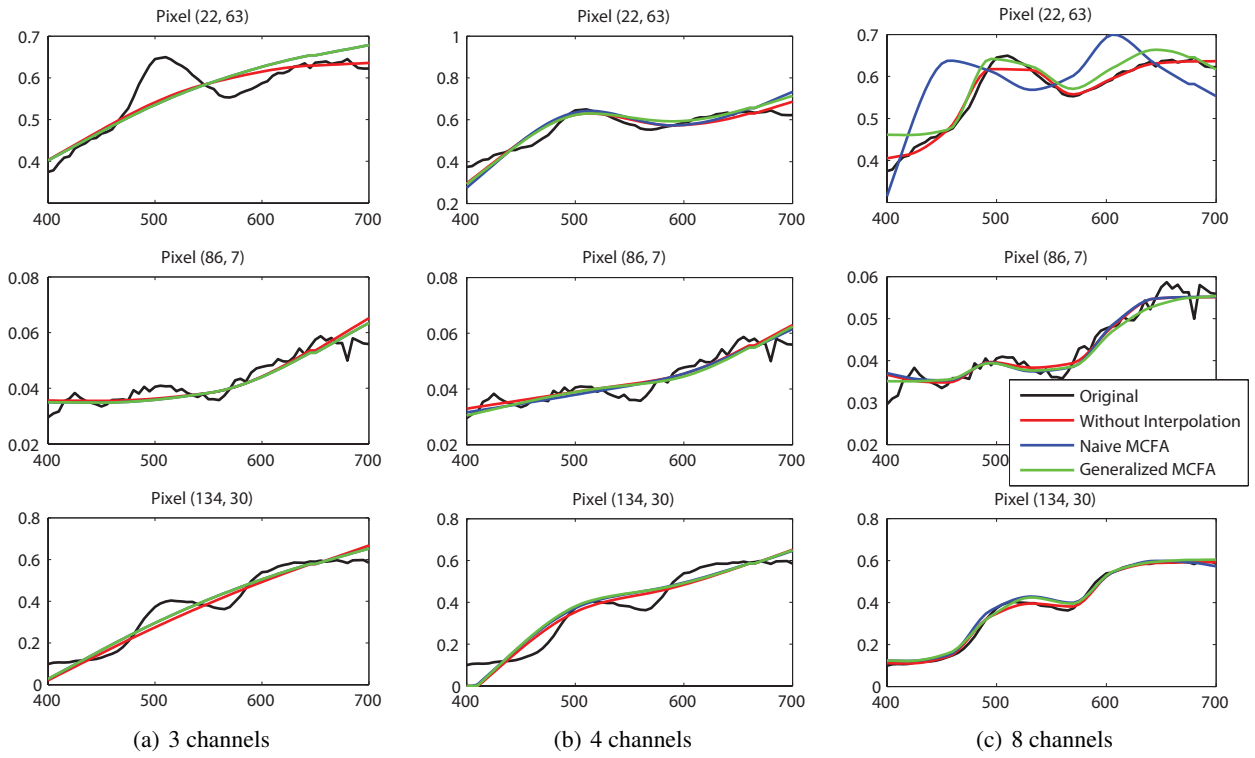 Pixel (22, 63)
0.7
0.6
0.5
0.4
400 500 600 700
Pixel (22, 63)
1
0.8
0.6
0.4
0.2
400 500 600 700
Pixel (22, 63)
0.7
0.6
0.5
0.4
400 500 600 700
Pixel (86, 7)
0.08
0.06
0.04
0.02
400 500 600 700
Pixel (86, 7)
0.08
0.06
0.04
0.02
400 500 600 700
Pixel (86, 7)
0.06
0.05
0.04
0.03
0.02
400 500 600 700
Original
Without Interpolation
Naive MCFA
Generalized MCFA
Pixel (134, 30)
0.8
0.6
0.4
0.2
0
400 500 600 700
Pixel (134, 30)
0.8
0.6
0.4
0.2
0
400 500 600 700
Pixel (134, 30)
0.8
0.6
0.4
0.2
0
400 500 600 700
(a) 3 channels
(b) 4 channels
(c) 8 channels